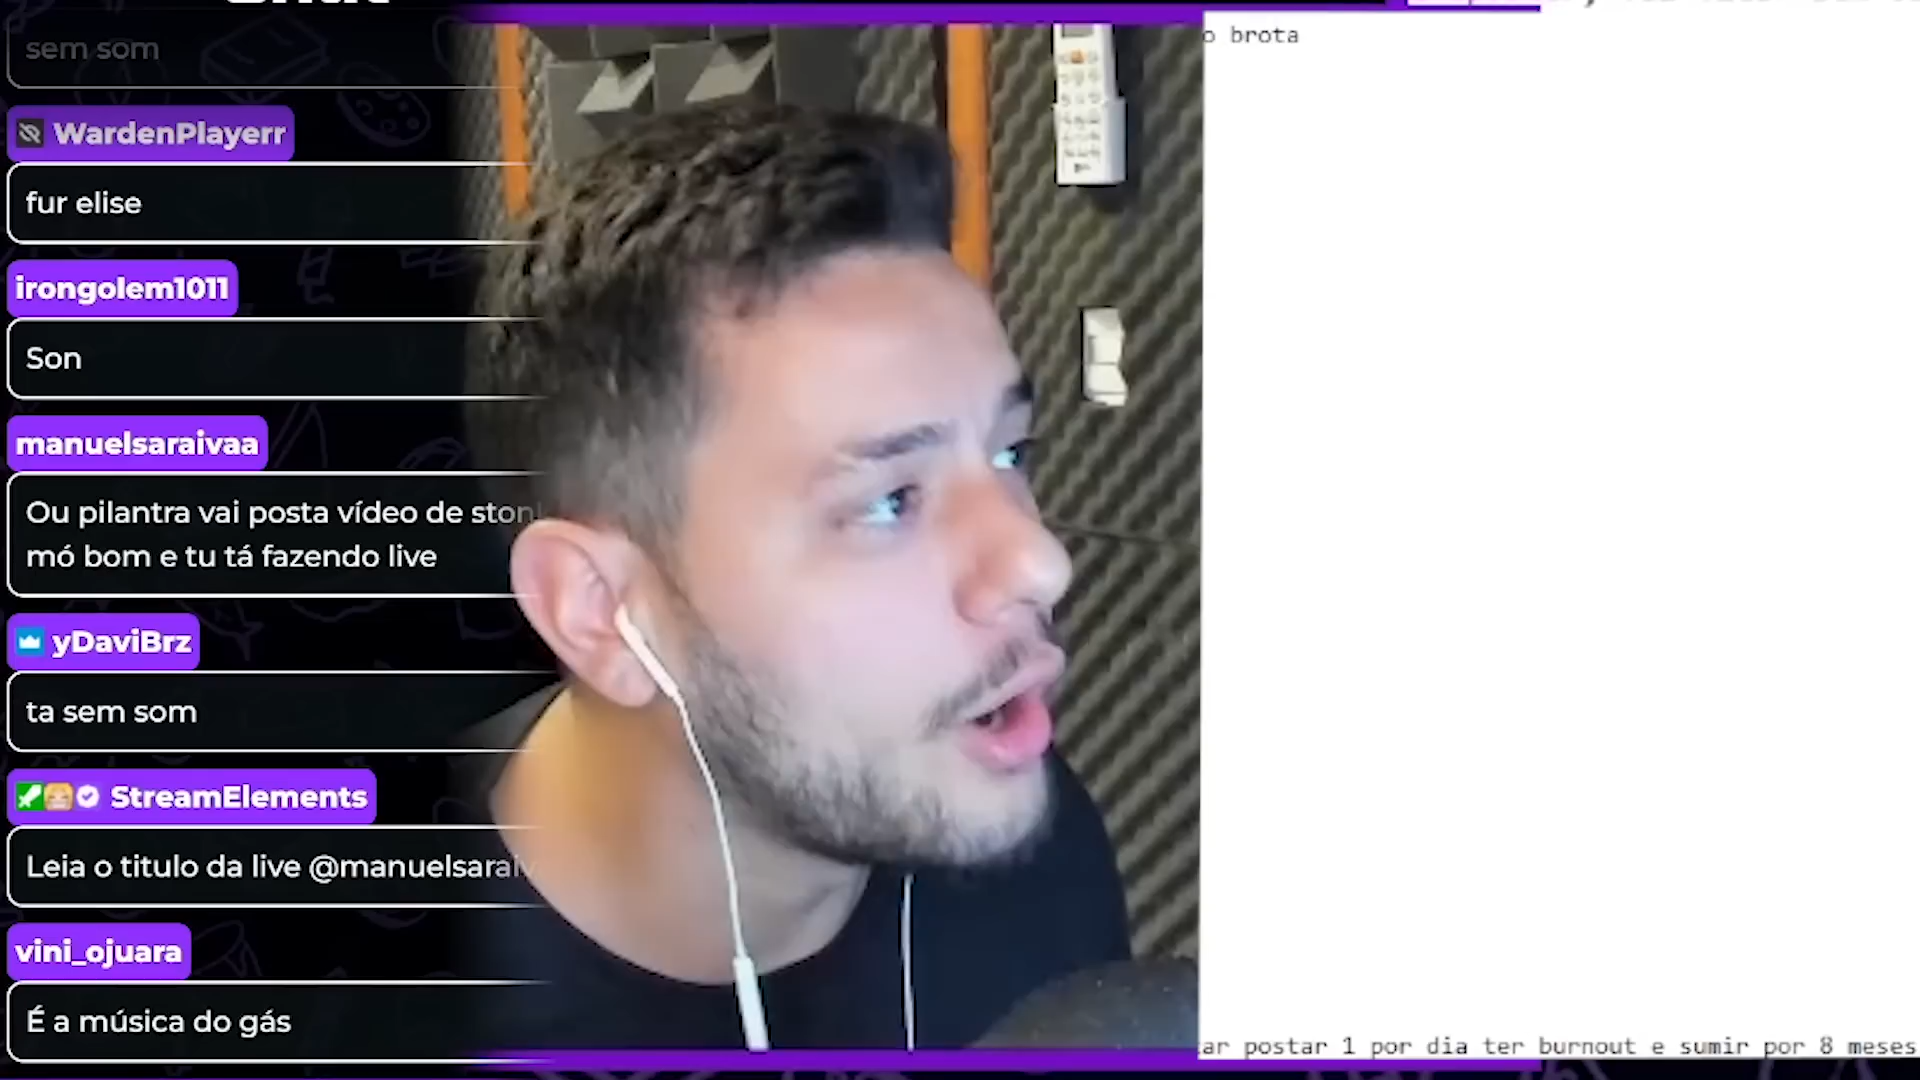 sem som
WardenPlayerr
fur elise
irongolem1011
Son
manuelsaraivaa
Ou pilantra vai posta vídeo de
mó bom e tu tá fazendo live
yDaviBrz
ta sem som
StreamElements
Leia o titulo da live
vini_ojuara
É a música do gás
o brota
postar 1 por dia ter burnout e sumir por 8 meses